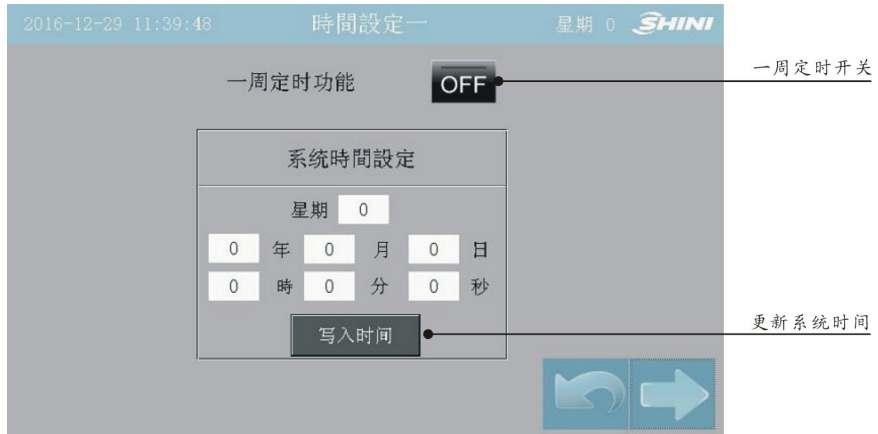 2016-12-29 11:39:48 時間設定一 星期 0 SHINI
一周定时功能 OFF 一周定时开关
系统時間設定
星期 0
0 年 0 月 0 日
0 時 0 分 0 秒
写入时间 更新系统时间